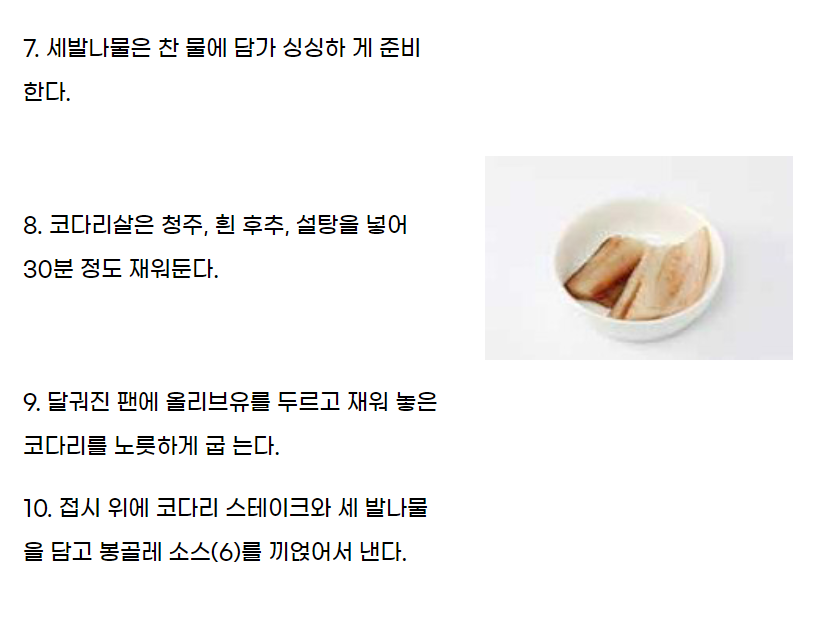 7. 세발나물은 찬 물에 담가 싱싱하 게 준비
한다.
8. 코다리살은 청주, 흰 후추, 설탕을 넣어
30분 정도 재워둔다.
9. 달궈진 팬에 올리브유를 두르고 재워 놓은
코다리를 노릇하게 굽 는다.
10. 접시 위에 코다리 스테이크와 세 발나물
을 담고 봉골레 소스(6)를 끼얹어서 낸다.